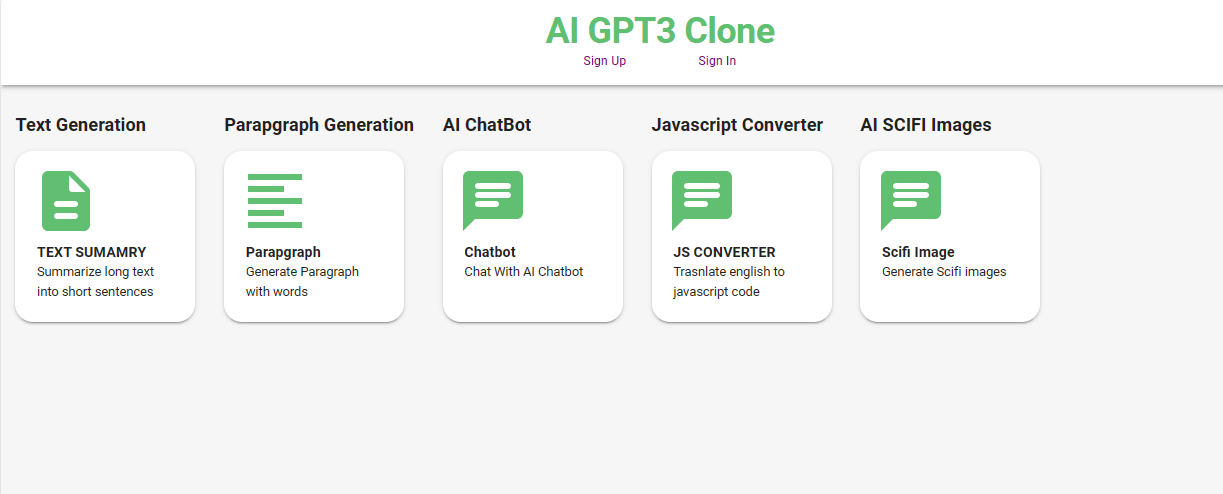 AI GPT3 Clone
Sign Up
Sign In
Text Generation
TEXT SUMAMRY
Summarize long text
into short sentences
Parapgraph Generation
Parapgraph
Generate Paragraph
with words
AI ChatBot
Chatbot
Chat With AI Chatbot
Javascript Converter
JS CONVERTER
Trasnlate english to
javascript code
AI SCIFI Images
Scifi Image
Generate Scifi images